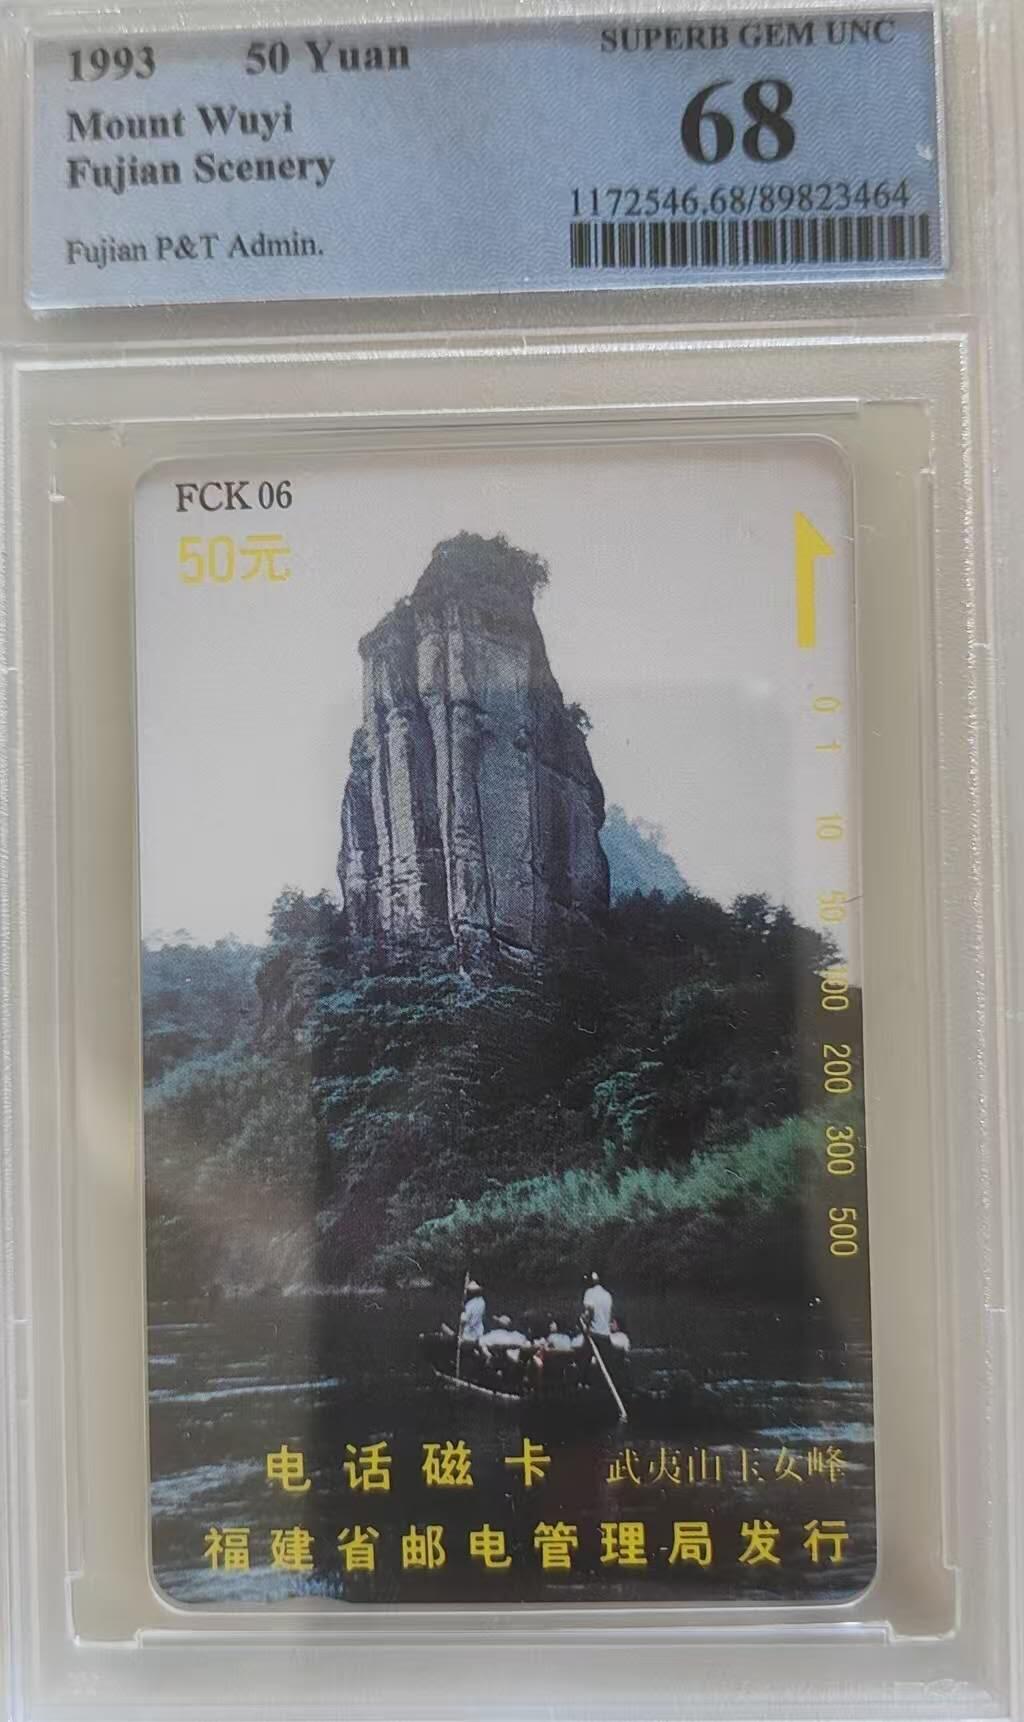 1993 50 Yuan
SUPERB GEM UNC
Mount Wuyi
68
Fujian Scenery
1172546.68/89823464
Fujian P&T Admin.
FCK 06
50元
0
1
10
50
100
200
300
500
电话磁卡 武夷山玉女峰
福建省邮电管理局发行